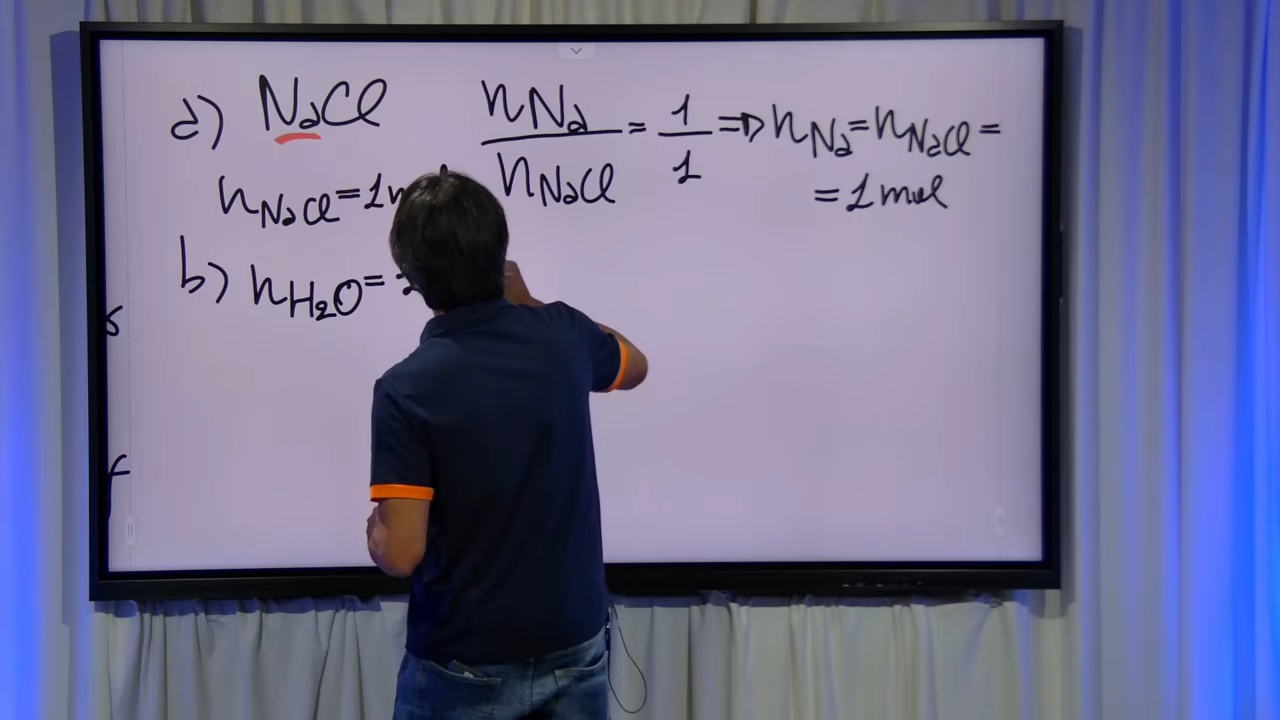 a) NaCl nNa/nNaCl = 1/1 => nNa = nNaCl =
= 1 mol
nNaCl = 1
b) nH2O =